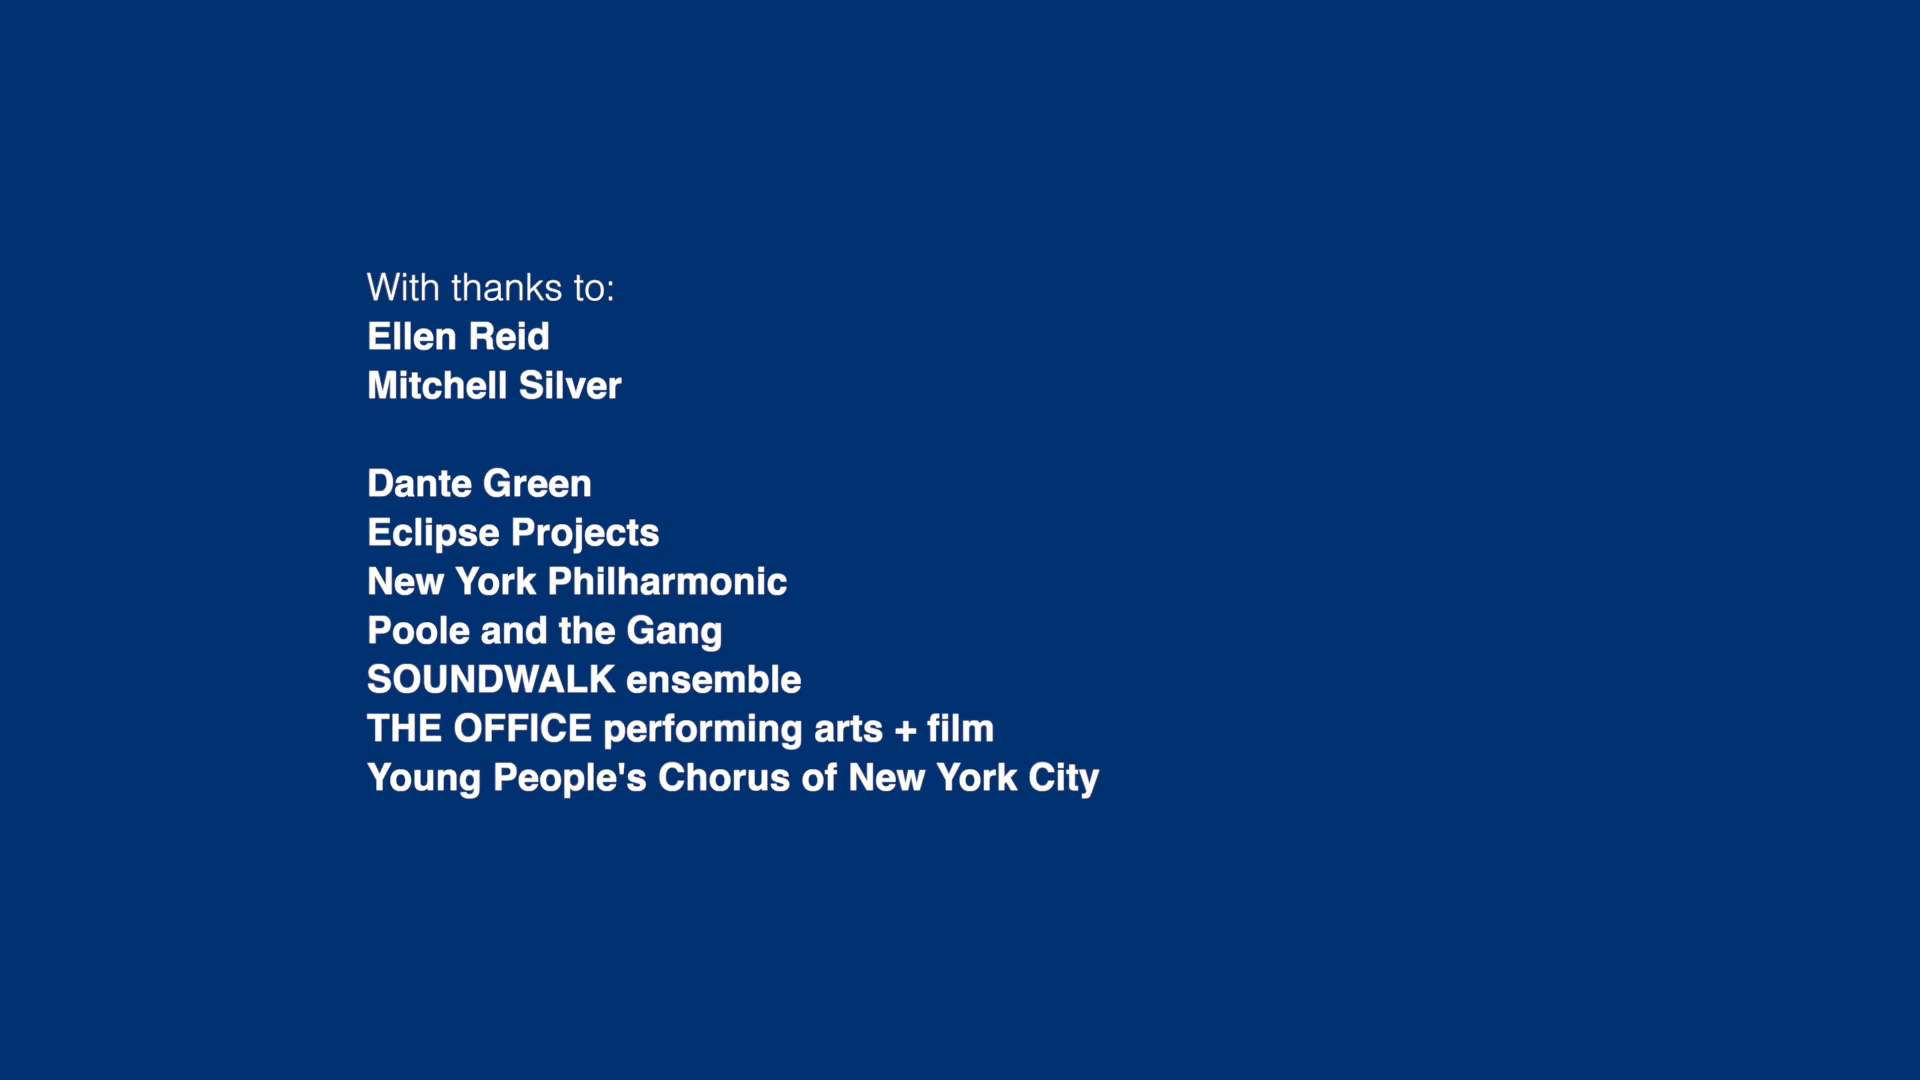 With thanks to:
Ellen Reid
Mitchell Silver
Dante Green
Eclipse Projects
New York Philharmonic
Poole and the Gang
SOUNDWALK ensemble
THE OFFICE performing arts + film
Young People's Chorus of New York City